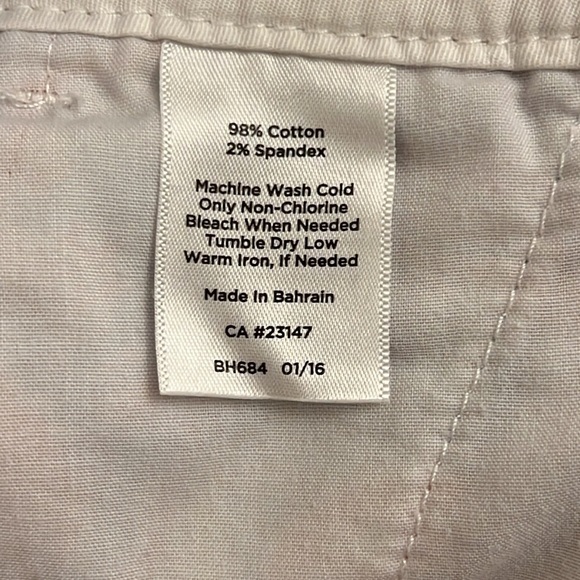 98% Cotton
2% Spandex
Machine Wash Cold
Only Non-Chlorine
Bleach When Needed
Tumble Dry Low
Warm Iron, If Needed
Made In Bahrain
CA #23147
BH684 01/16